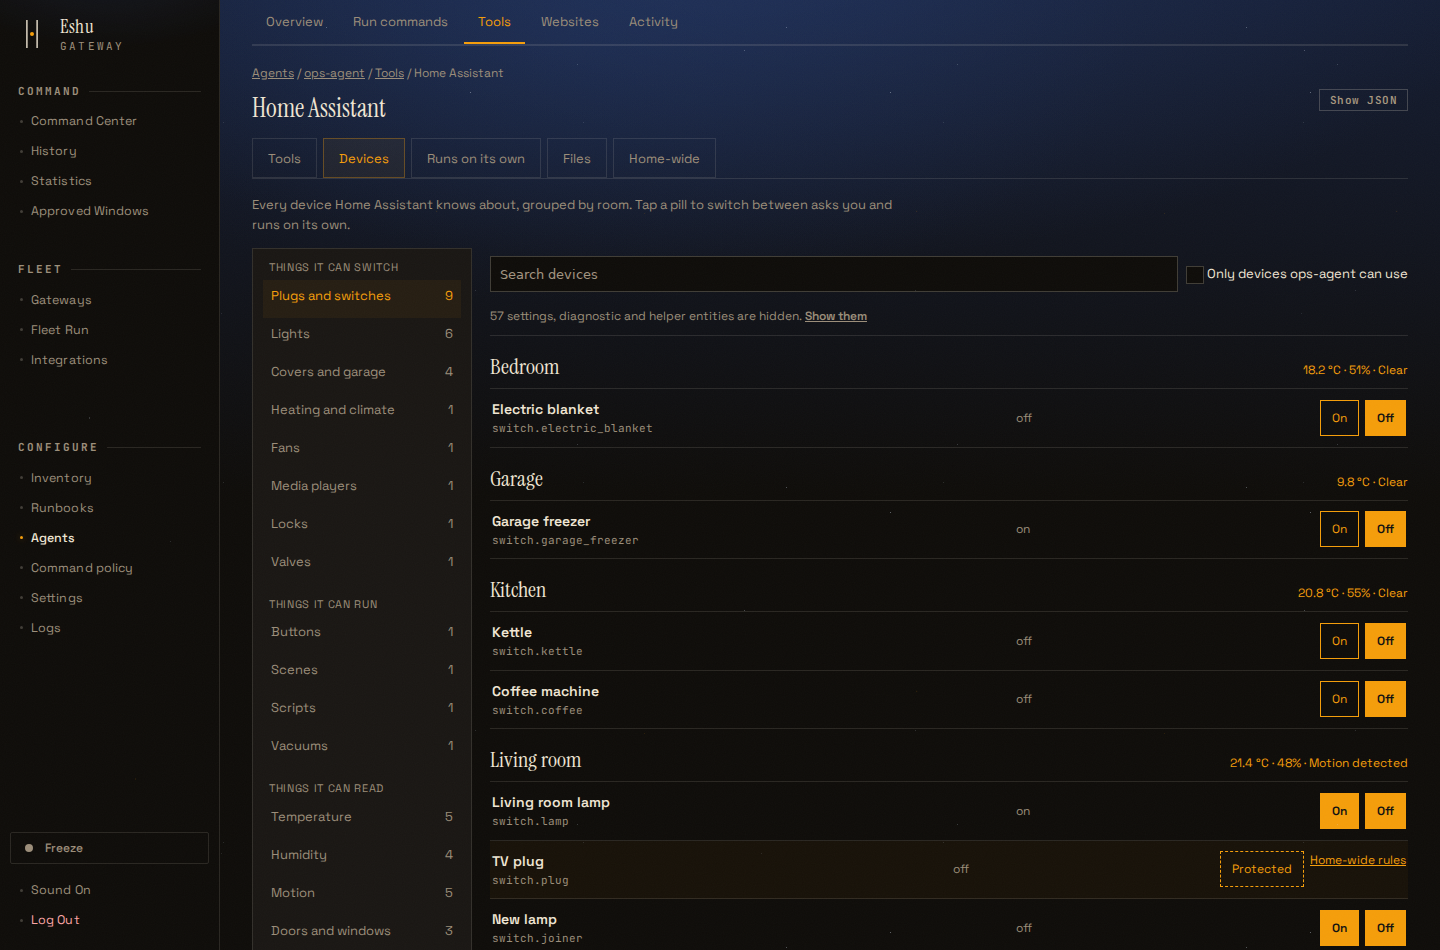 Eshu
GATEWAY
COMMAND
Command Center
History
Statistics
Approved Windows
FLEET
Gateways
Fleet Run
Integrations
CONFIGURE
Inventory
Runbooks
Agents
Command policy
Settings
Logs
Freeze
Sound On
Log Out
Overview
Run commands
Tools
Websites
Activity
Agents / ops-agent / Tools / Home Assistant
Home Assistant
Show JSON
Tools
Devices
Runs on its own
Files
Home-wide
Every device Home Assistant knows about, grouped by room. Tap a pill to switch between asks you and
runs on its own.
THINGS IT CAN SWITCH
Plugs and switches 9
Lights 6
Covers and garage 4
Heating and climate 1
Fans 1
Media players 1
Locks 1
Valves 1
THINGS IT CAN RUN
Buttons 1
Scenes 1
Scripts 1
Vacuums 1
THINGS IT CAN READ
Temperature 5
Humidity 4
Motion 5
Doors and windows 3
Search devices
Only devices ops-agent can use
57 settings, diagnostic and helper entities are hidden. Show them
Bedroom
18.2 °C · 51% · Clear
Electric blanket
switch.electric_blanket
off
On Off
Garage
9.8 °C · Clear
Garage freezer
switch.garage_freezer
on
On Off
Kitchen
20.8 °C · 55% · Clear
Kettle
switch.kettle
off
On Off
Coffee machine
switch.coffee
off
On Off
Living room
21.4 °C · 48% · Motion detected
Living room lamp
switch.lamp
on
On Off
TV plug
switch.plug
off
Protected
Home-wide rules
New lamp
switch.joiner
off
On Off